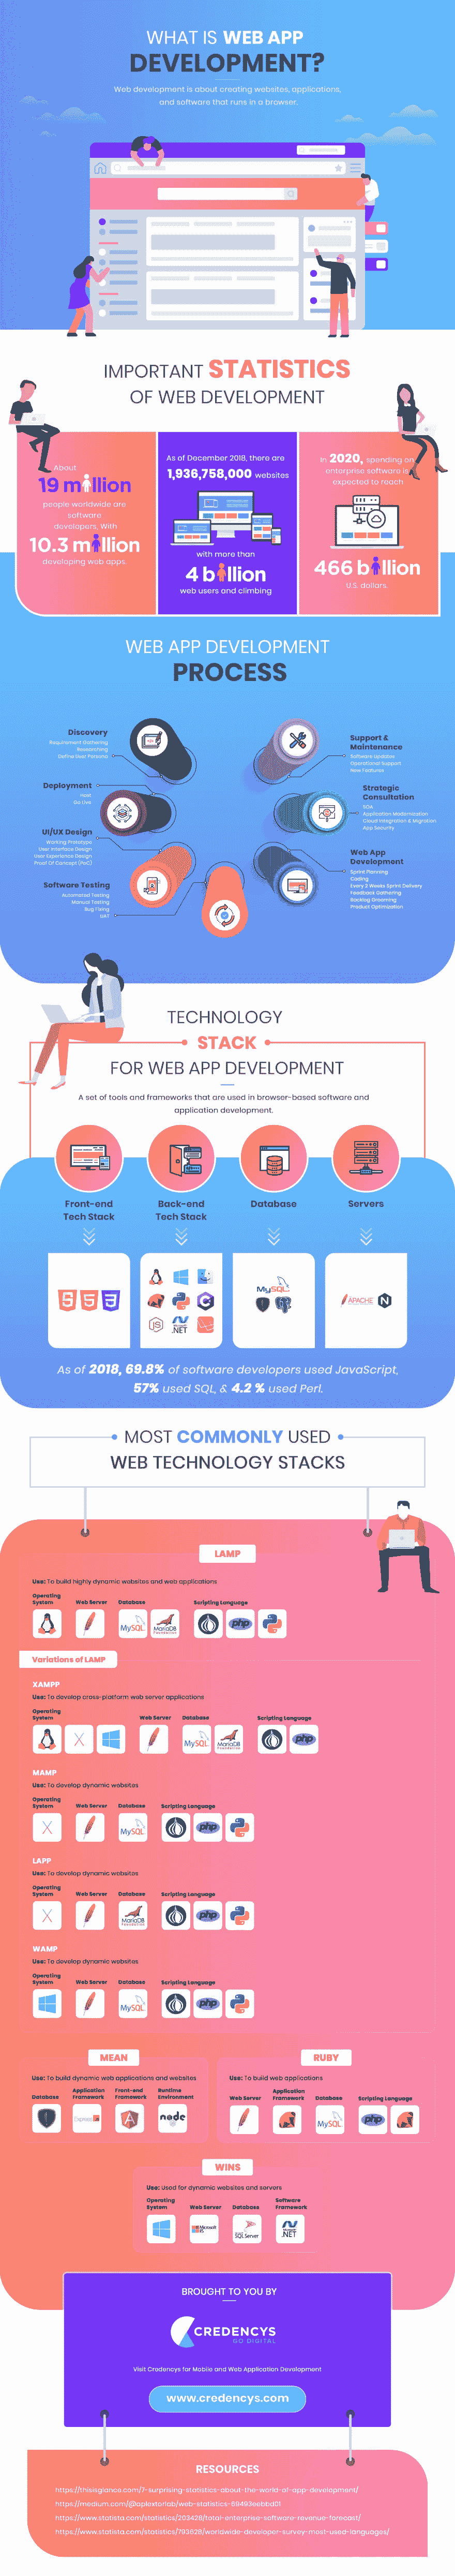 WHAT IS WEB APP
DEVELOPMENT?
Web development is about creating websites, applications,
and software that runs in a browser.
IMPORTANT STATISTICS
OF WEB DEVELOPMENT
About
19 million
people worldwide are
software
developers. With
10.3 million
developing web apps.
As of December 2018, there are
1,936,758,000 websites
with more than
4 billion
web users and climbing
In 2020, spending on
enterprise software is
expected to reach
466 billion
U.S. dollars.
WEB APP DEVELOPMENT
PROCESS
Discovery
Requirement Gathering
Researching
Define User Persona
Deployment
Host
Go Live
UI/UX Design
Working Prototype
User Interface Design
User Experience Design
Proof Of Concept (PoC)
Software Testing
Automated Testing
Manual Testing
Bug Fixing
UAT
Support &
Maintenance
Software Updates
Operational Support
New Features
Strategic
Consultation
SOA
Application Modernization
Cloud Integration & Migration
App Security
Web App
Development
Sprint Planning
Coding
Every 2 Weeks Sprint Delivery
Feedback Gathering
Backlog Grooming
Product Optimization
TECHNOLOGY
STACK
FOR WEB APP DEVELOPMENT
A set of tools and frameworks that are used in browser-based software and
application development.
Front-end
Tech Stack
Back-end
Tech Stack
Database
Servers
5 5 3
JS
.NET
MySQL
APACHE N
As of 2018, 69.8% of software developers used JavaScript,
57% used SQL, & 4.2 % used Perl.
MOST COMMONLY USED
WEB TECHNOLOGY STACKS
LAMP
Use: To build highly dynamic websites and web applications
Operating
System Web Server Database Scripting Language
MySQL MariaDB php
Variations of LAMP
XAMPP
Use: To develop cross-platform web server applications
Operating
System Web Server Database Scripting Language
X MySQL MariaDB php
MAMP
Use: To develop dynamic websites
Operating
System Web Server Database Scripting Language
X MySQL php
LAPP
Use: To develop dynamic websites
Operating
System Web Server Database Scripting Language
X MariaDB php
WAMP
Use: To develop dynamic websites
Operating
System Web Server Database Scripting Language
MySQL php
MEAN
Use: To build dynamic web applications and websites
Database Application Framework Front-end Framework Runtime Environment
Express A node
RUBY
Use: To build web applications
Web Server Application Framework Database Scripting Language
MySQL php
WINS
Use: Used for dynamic websites and servers
Operating System Web Server Database Software Framework
Microsoft SQL Server .NET
BROUGHT TO YOU BY
CREDENCYS
GO DIGITAL
Visit Credencys for Mobile and Web Application Development
www.credencys.com
RESOURCES
https://thisisglance.com/7-surprising-statistics-about-the-world-of-app-development/
https://medium.com/@aplextorlab/web-statistics-69493eebbd01
https://www.statista.com/statistics/203428/total-enterprise-software-revenue-forecast/
https://www.statista.com/statistics/793628/worldwide-developer-survey-most-used-languages/